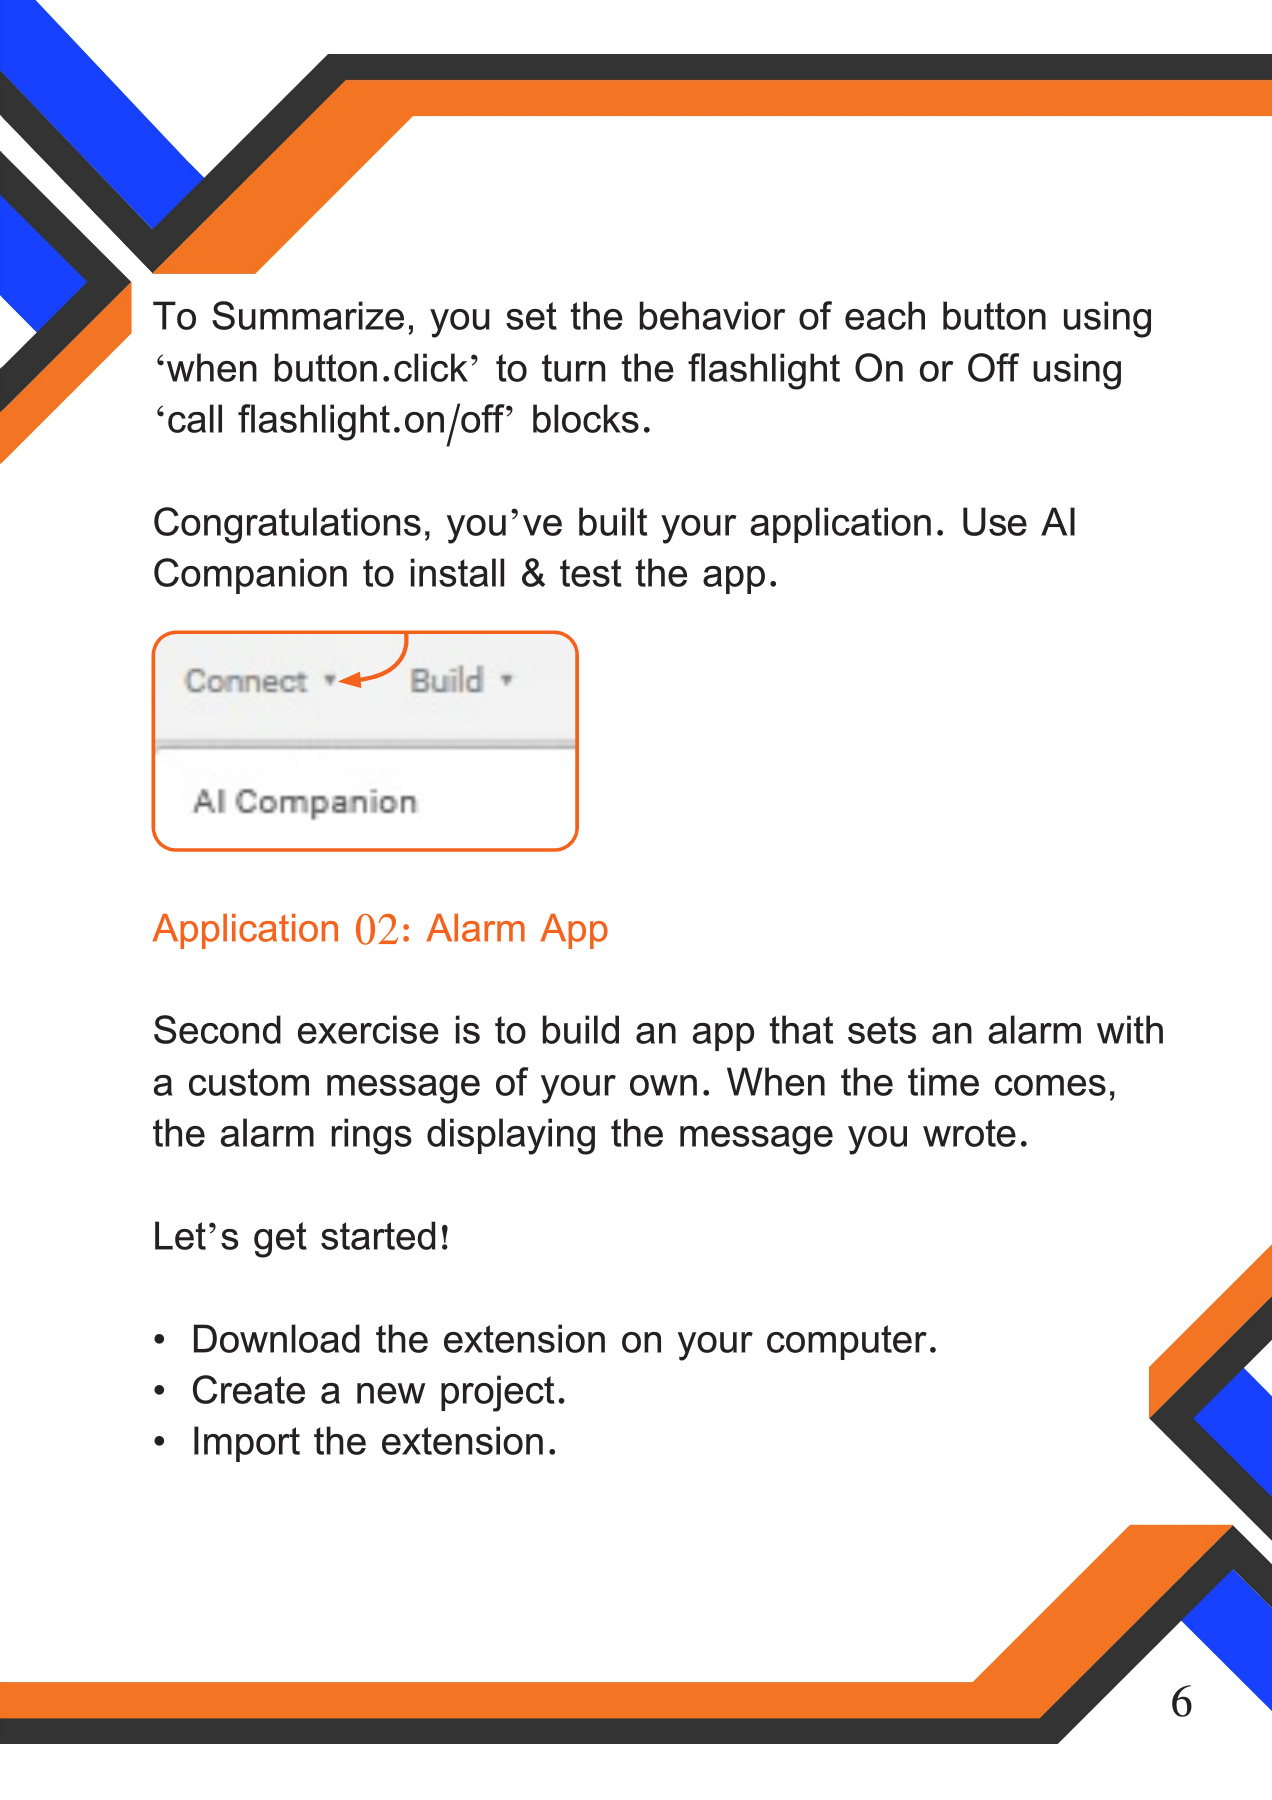 To Summarize, you set the behavior of each button using
‘when button.click’ to turn the flashlight On or Off using
‘call flashlight.on/off’ blocks.
Congratulations, you’ve built your application. Use AI
Companion to install & test the app.
Connect ▾ Build ▾
AI Companion
Application 02: Alarm App
Second exercise is to build an app that sets an alarm with
a custom message of your own. When the time comes,
the alarm rings displaying the message you wrote.
Let’s get started!
• Download the extension on your computer.
• Create a new project.
• Import the extension.
6